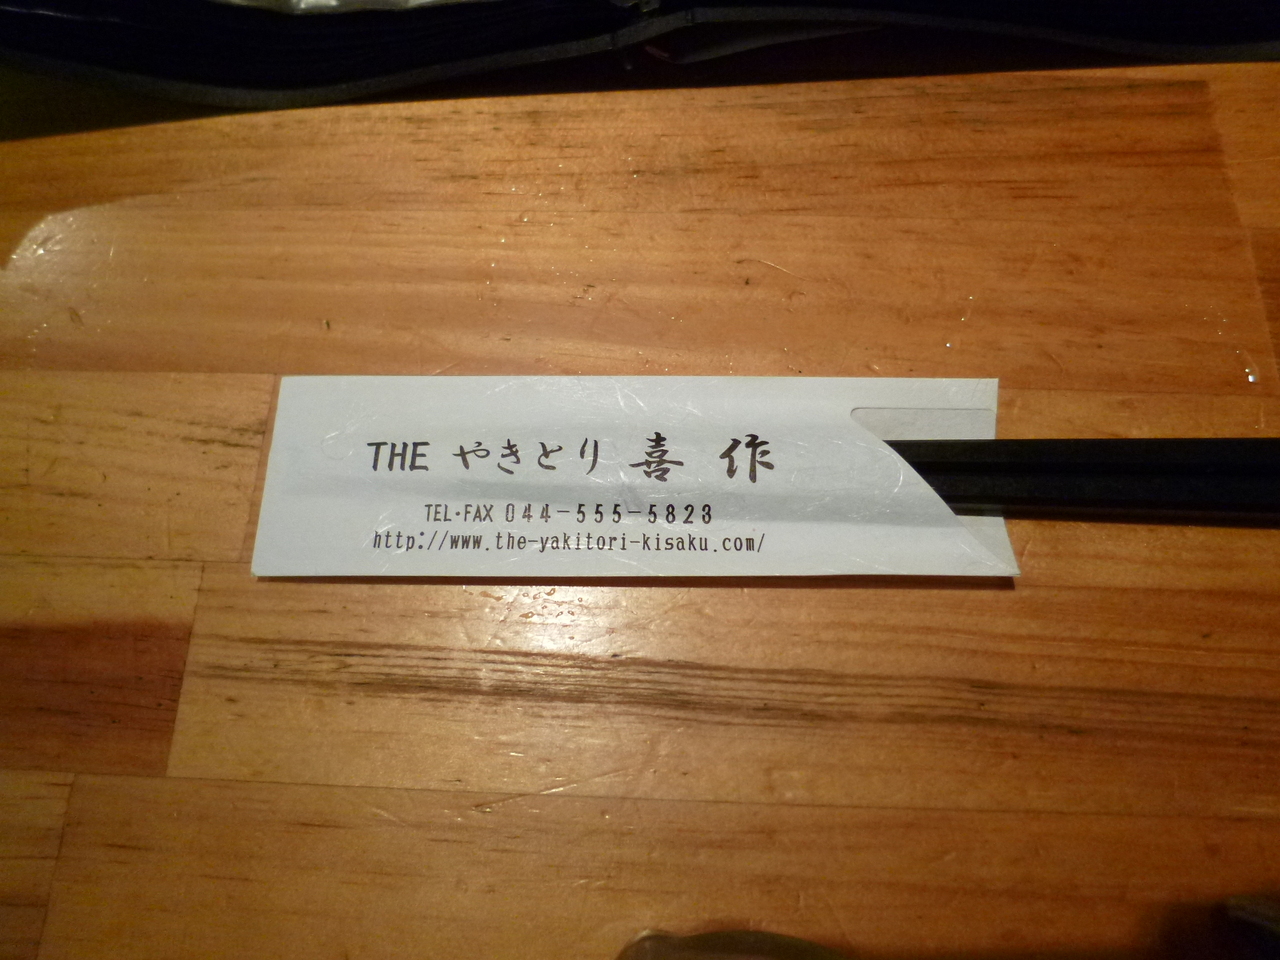 THE やきとり 喜作
TEL・FAX 044-555-5823
http://www.the-yakitori-kisaku.com/